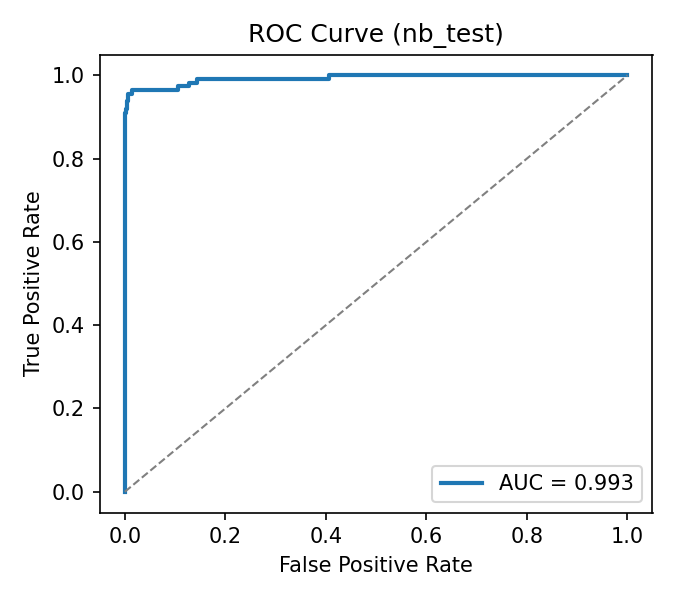 ROC Curve (nb_test)
True Positive Rate
1.0
0.8
0.6
0.4
0.2
0.0
AUC = 0.993
0.0 0.2 0.4 0.6 0.8 1.0
False Positive Rate